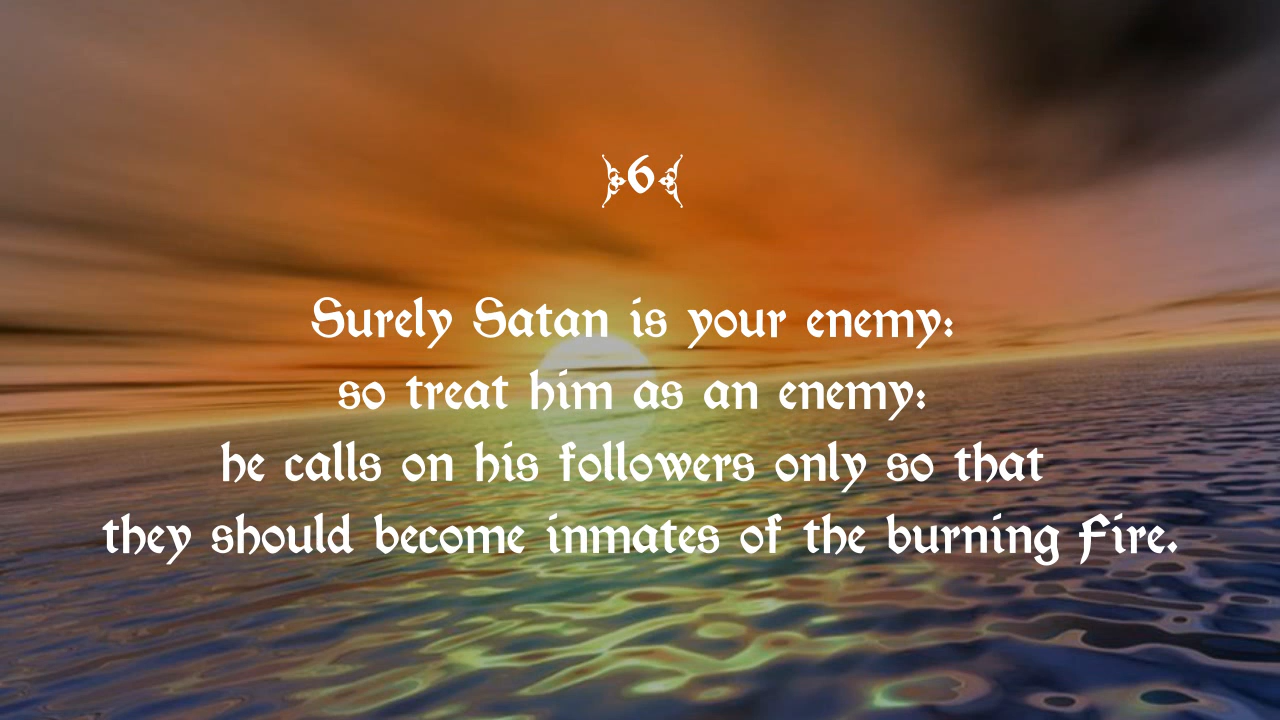 6
Surely Satan is your enemy:
so treat him as an enemy:
he calls on his followers only so that
they should become inmates of the burning Fire.